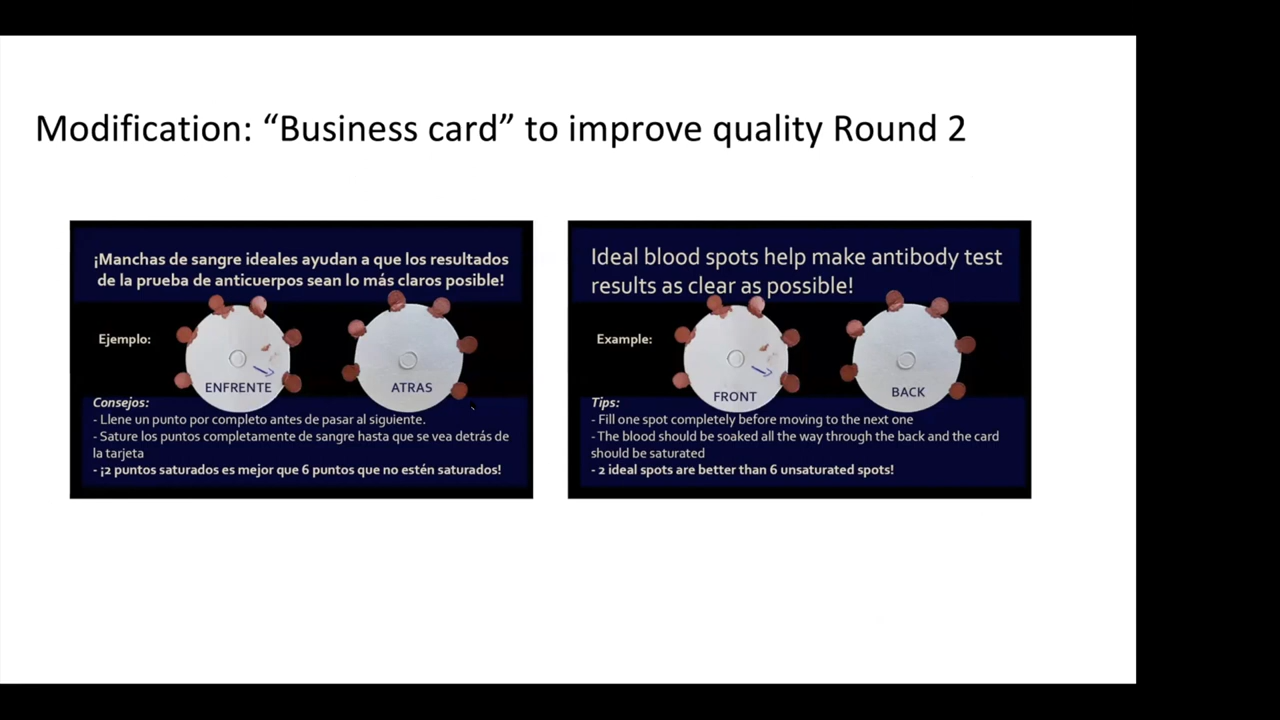 Modification: “Business card” to improve quality Round 2
¡Manchas de sangre ideales ayudan a que los resultados
de la prueba de anticuerpos sean lo más claros posible!
Ejemplo:
ENFRENTE
ATRAS
Consejos:
- Llene un punto por completo antes de pasar al siguiente.
- Sature los puntos completamente de sangre hasta que se vea detrás de
la tarjeta
- ¡2 puntos saturados es mejor que 6 puntos que no estén saturados!
Ideal blood spots help make antibody test
results as clear as possible!
Example:
FRONT
BACK
Tips:
- Fill one spot completely before moving to the next one
- The blood should be soaked all the way through the back and the card
should be saturated
- 2 ideal spots are better than 6 unsaturated spots!